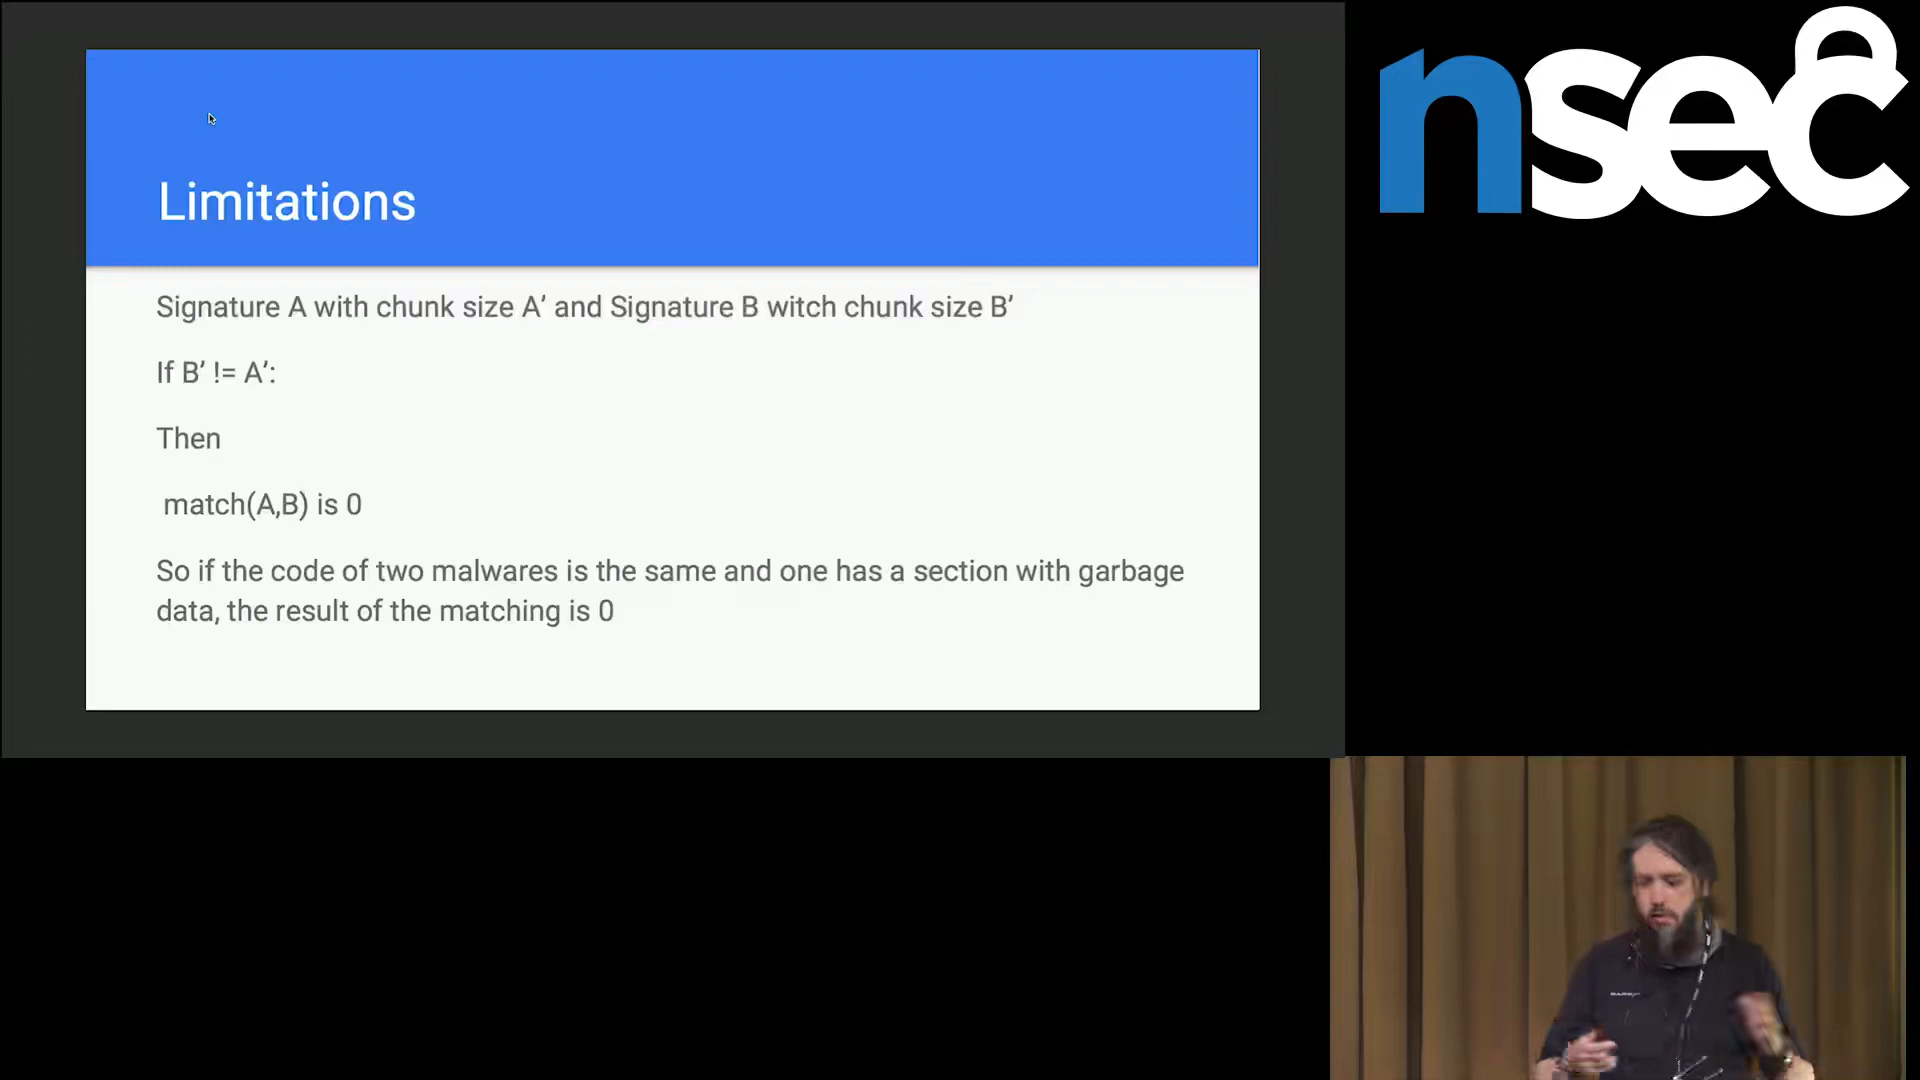 nsec
Limitations
Signature A with chunk size A’ and Signature B witch chunk size B’
If B’ != A’:
Then
match(A,B) is 0
So if the code of two malwares is the same and one has a section with garbage
data, the result of the matching is 0